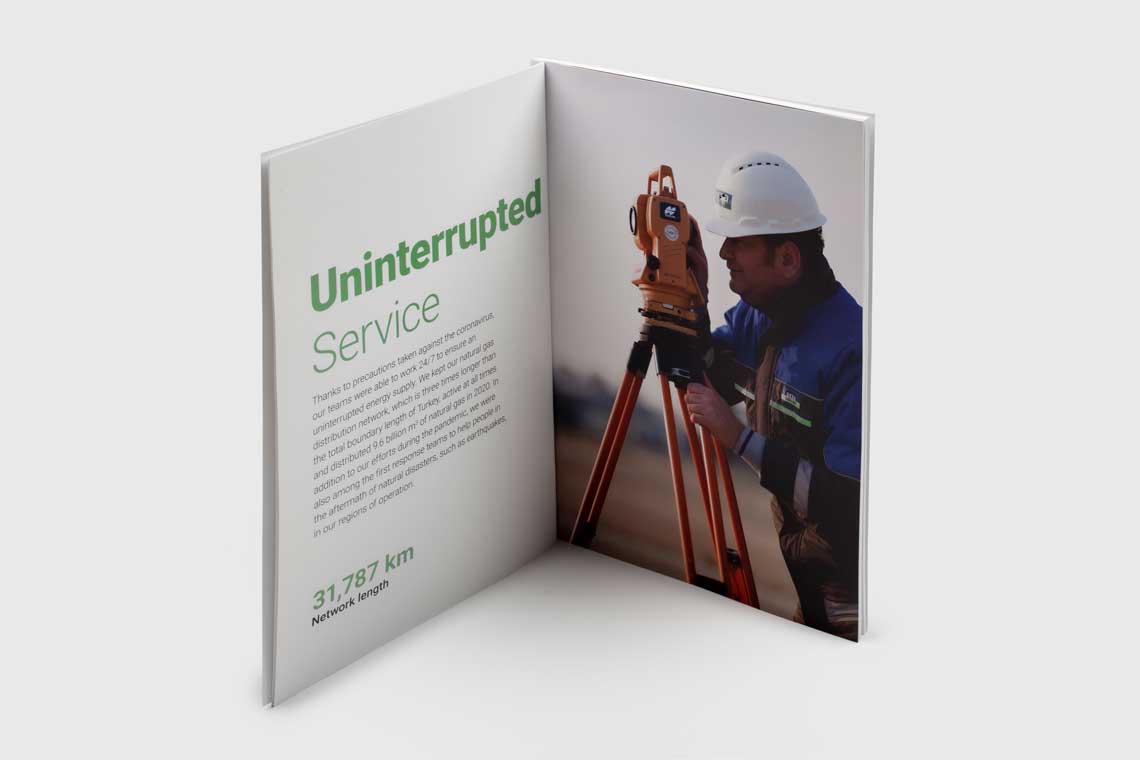 Uninterrupted
Service
Thanks to precautions taken against the coronavirus,
our teams were able to work 24/7 to ensure an
uninterrupted energy supply. We kept our natural gas
distribution network, which is three times longer than
the total boundary length of Turkey, active at all times
and distributed 9.6 billion m³ of natural gas in 2020. In
addition to our efforts during the pandemic, we were
also among the first response teams to help people in
the aftermath of natural disasters, such as earthquakes,
in our regions of operation.
31,787 km
Network length